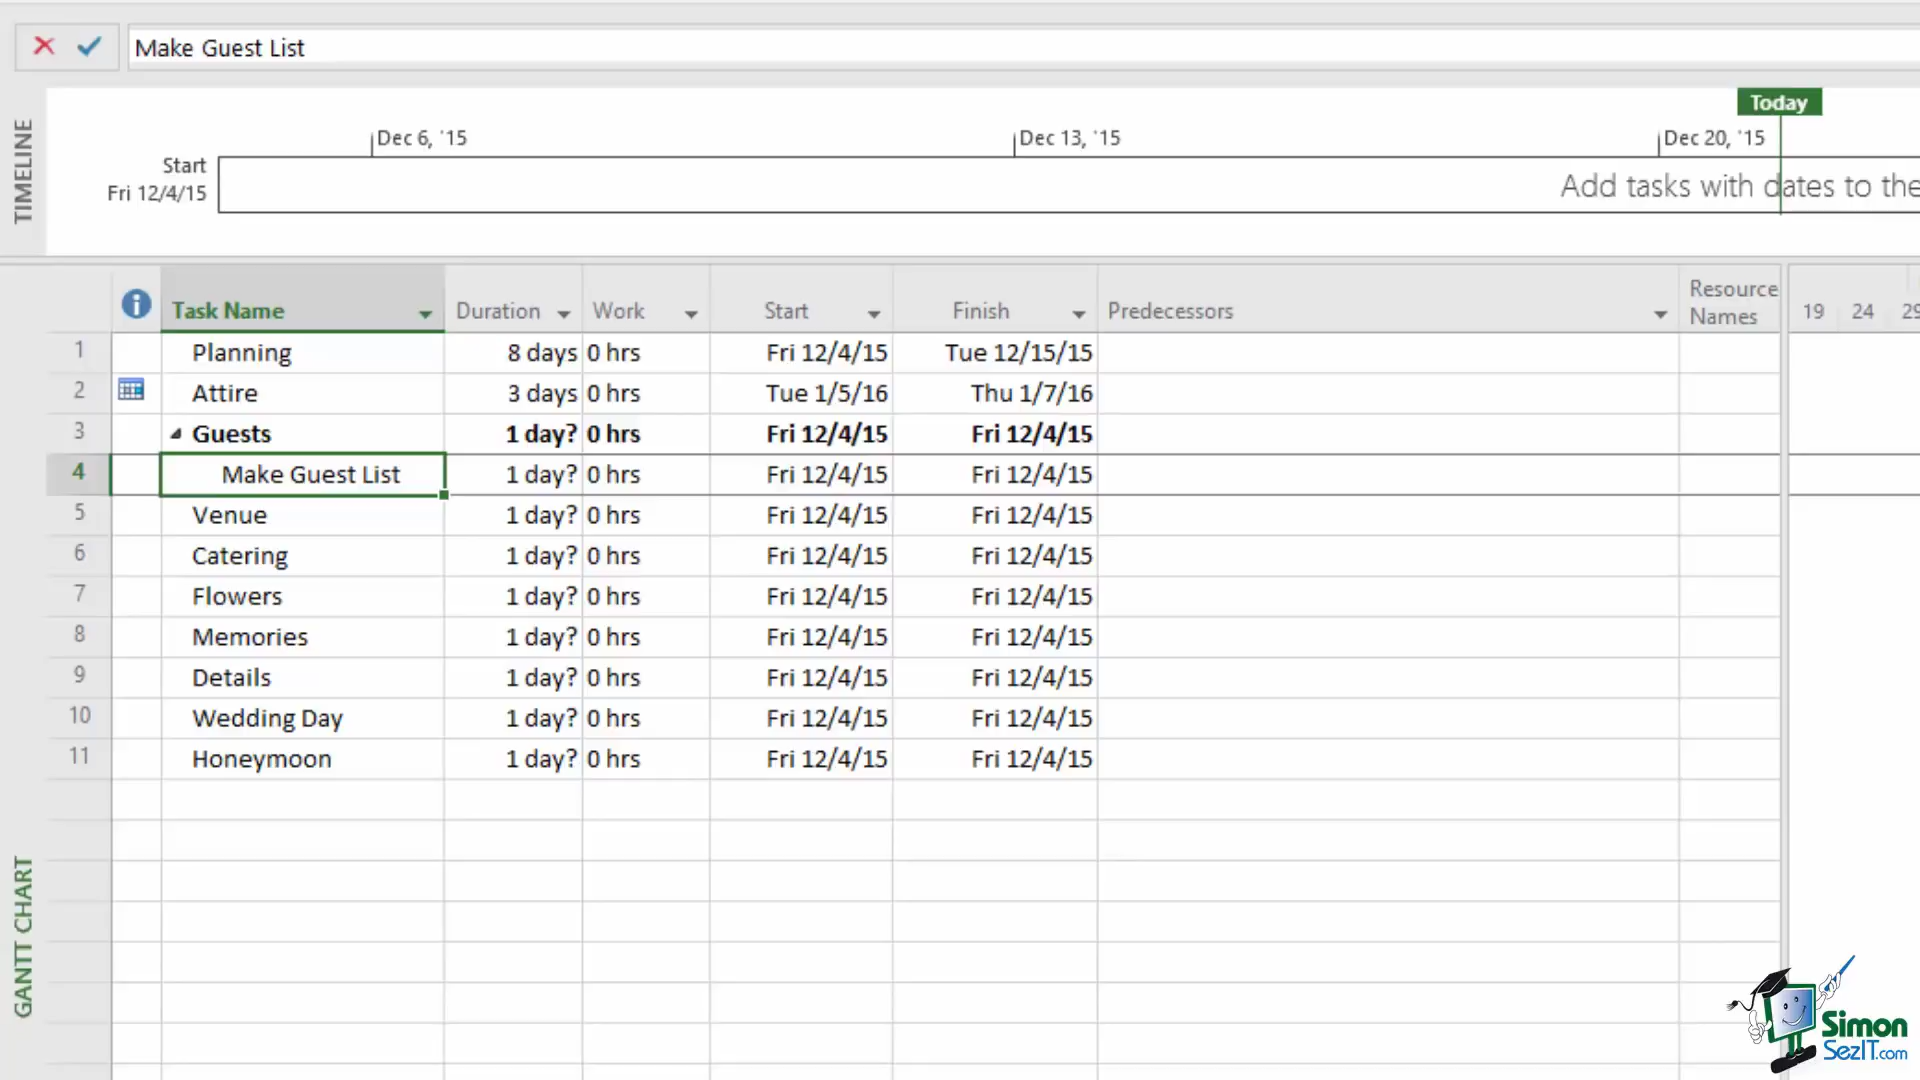 Make Guest List
Today
Dec 6, '15 Dec 13, '15 Dec 20, '15
TIMELINE
Start
Fri 12/4/15
Add tasks with dates to the
Task Name Duration Work Start Finish Predecessors Resource Names 19 24 29
1 Planning 8 days 0 hrs Fri 12/4/15 Tue 12/15/15
2 Attire 3 days 0 hrs Tue 1/5/16 Thu 1/7/16
3 Guests 1 day? 0 hrs Fri 12/4/15 Fri 12/4/15
4 Make Guest List 1 day? 0 hrs Fri 12/4/15 Fri 12/4/15
5 Venue 1 day? 0 hrs Fri 12/4/15 Fri 12/4/15
6 Catering 1 day? 0 hrs Fri 12/4/15 Fri 12/4/15
7 Flowers 1 day? 0 hrs Fri 12/4/15 Fri 12/4/15
8 Memories 1 day? 0 hrs Fri 12/4/15 Fri 12/4/15
9 Details 1 day? 0 hrs Fri 12/4/15 Fri 12/4/15
10 Wedding Day 1 day? 0 hrs Fri 12/4/15 Fri 12/4/15
11 Honeymoon 1 day? 0 hrs Fri 12/4/15 Fri 12/4/15
GANTT CHART
Simon
SezIT.com